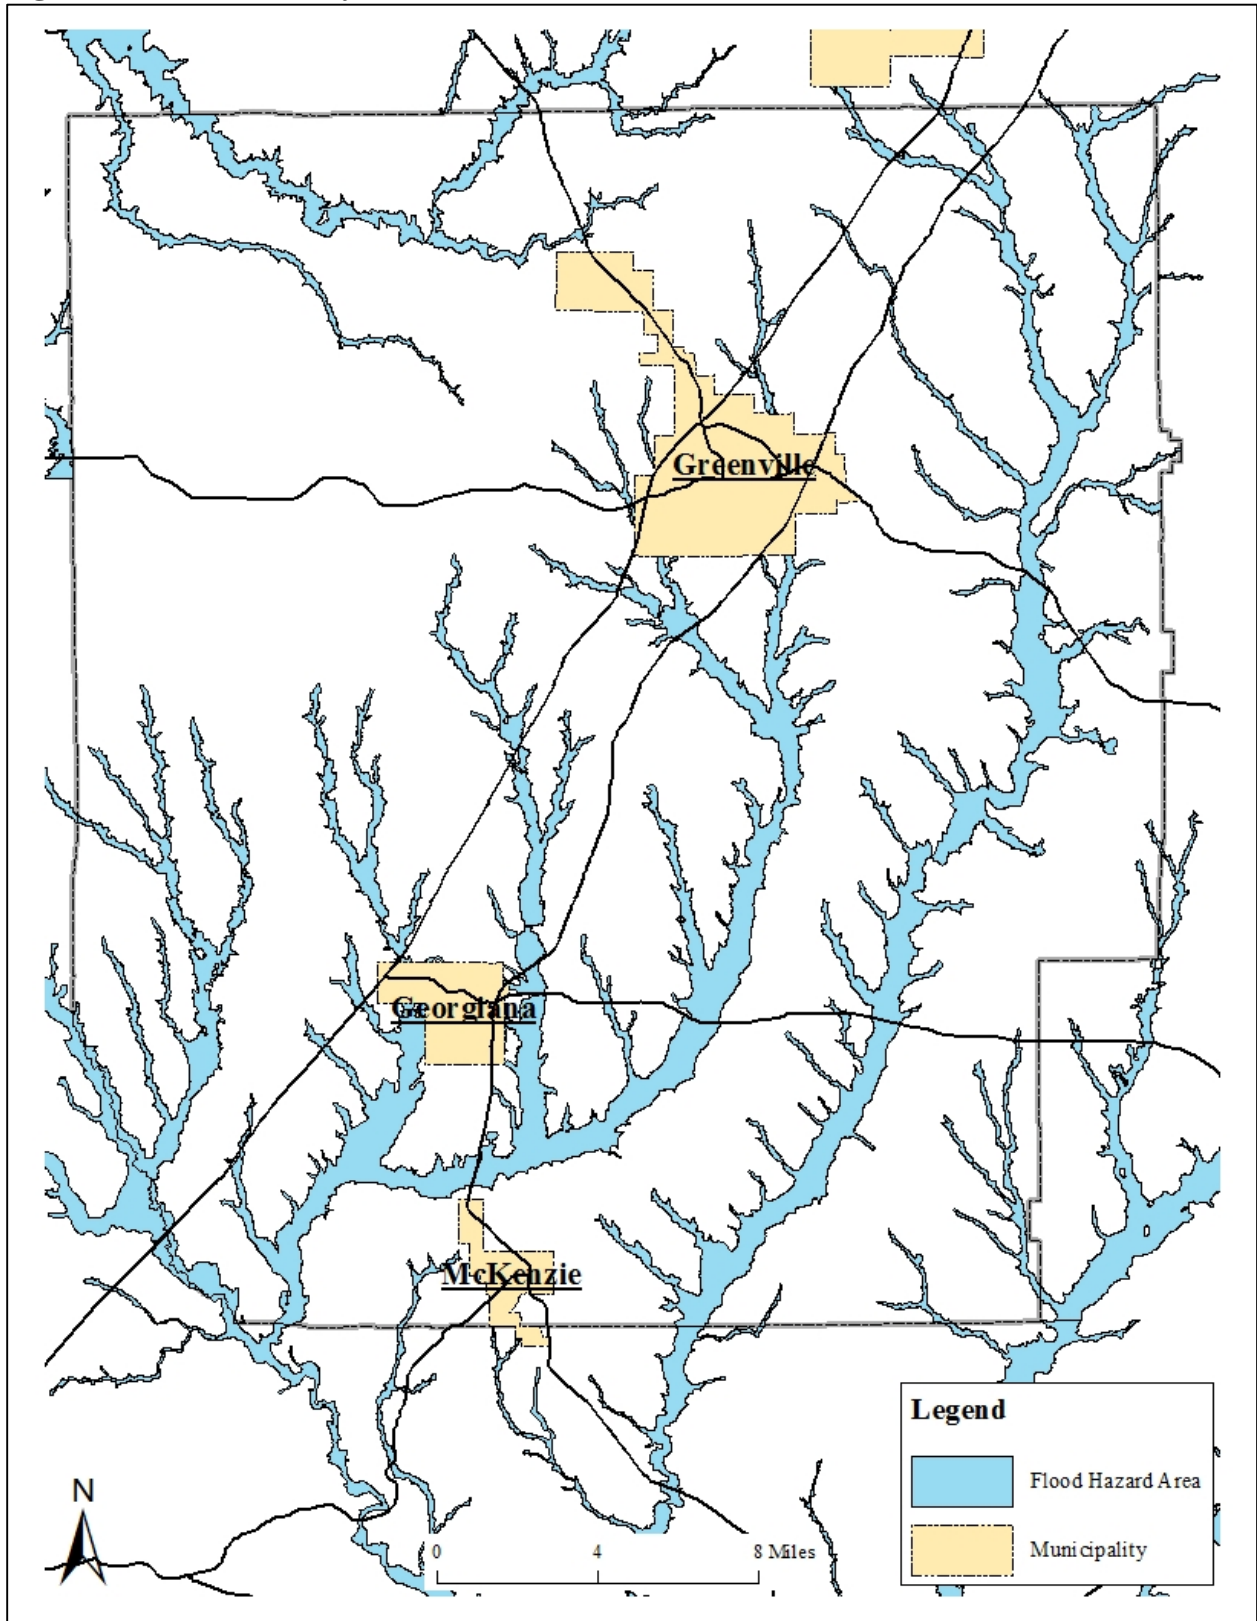 Greenville
Georgiana
McKenzie
Legend
Flood Hazard Area
Municipality
N
0 4 8 Miles